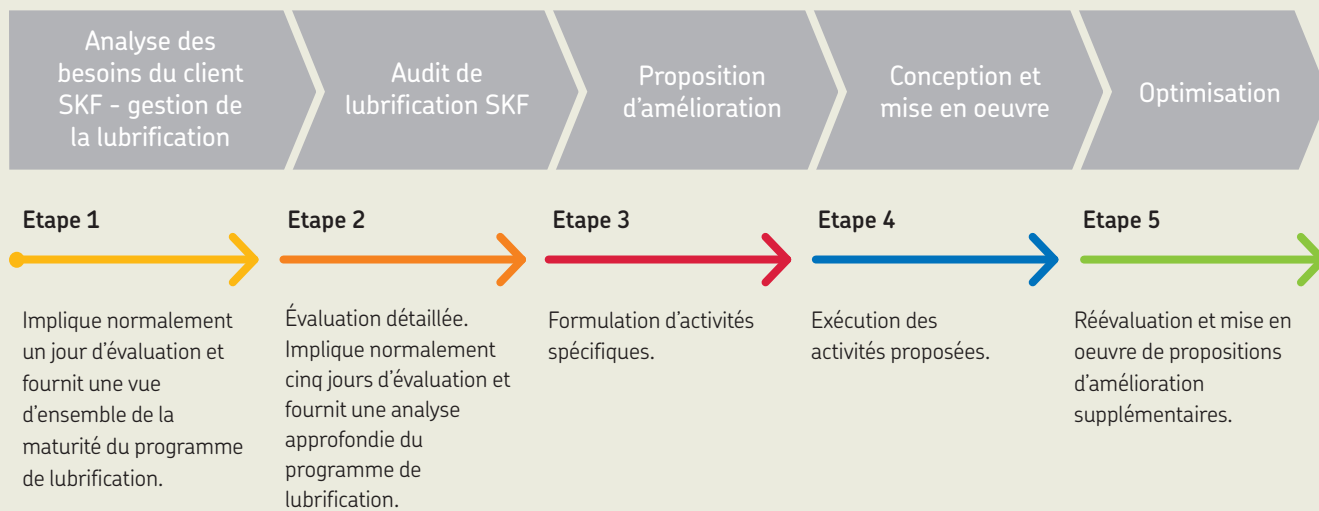 Analyse des
besoins du client
SKF - gestion de
la lubrification
Audit de
lubrification SKF
Proposition
d'amélioration
Conception et
mise en oeuvre
Optimisation
Etape 1
Implique normalement
un jour d'évaluation et
fournit une vue
d'ensemble de la
maturité du programme
de lubrification.
Etape 2
Évaluation détaillée.
Implique normalement
cinq jours d'évaluation et
fournit une analyse
approfondie du
programme de
lubrification.
Etape 3
Formulation d'activités
spécifiques.
Etape 4
Exécution des
activités proposées.
Etape 5
Réévaluation et mise en
oeuvre de propositions
d'amélioration
supplémentaires.